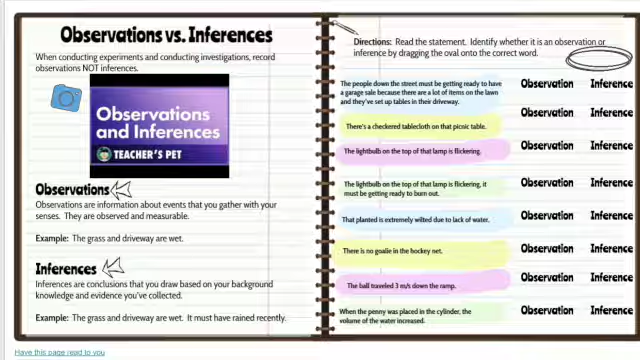 Observations vs. Inferences
When conducting experiments and conducting investigations, record
observations NOT inferences.
Observations
and Inferences
TEACHER'S PET
Observations
Observations are information about events that you gather with your
senses. They are observed and measurable.
Example: The grass and driveway are wet.
Inferences
Inferences are conclusions that you draw based on your background
knowledge and evidence you've collected.
Example: The grass and driveway are wet. It must have rained recently.
Have this page read to you
Directions: Read the statement. Identify whether it is an observation or
inference by dragging the oval onto the correct word.
The people down the street must be getting ready to have
a garage sale because there are a lot of items on the lawn
and they've set up tables in their driveway.
Observation Inference
There's a checkered tablecloth on that picnic table.
Observation Inference
The lightbulb on the top of that lamp is flickering.
Observation Inference
The lightbulb on the top of that lamp is flickering, it
must be getting ready to burn out.
Observation Inference
That planted is extremely wilted due to lack of water.
Observation Inference
There is no goalie in the hockey net.
Observation Inference
The ball traveled 3 m/s down the ramp.
Observation Inference
When the penny was placed in the cylinder, the
volume of the water increased.
Observation Inference